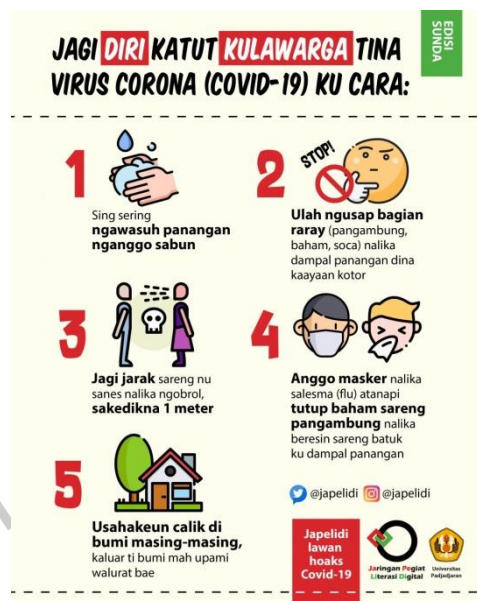 EDISI
SUNDA
JAGI DIRI KATUT KULAWARGA TINA
VIRUS CORONA (COVID-19) KU CARA:
1
Sing sering
ngawasuh panangan
nganggo sabun
2
STOP!
Ulah ngusap bagian
raray (pangambung,
baham, soca) nalika
dampal panangan dina
kaayaan kotor
3
Jagi jarak sareng nu
sanes nalika ngobrol,
sakedikna 1 meter
4
Anggo masker nalika
salesma (flu) atanapi
tutup baham sareng
pangambung nalika
beresin sareng batuk
ku dampal panangan
5
Usahakeun calik di
bumi masing-masing,
kaluar ti bumi mah upami
walurat bae
@japelidi @japelidi
Japelidi
lawan
hoaks
Covid-19
Jaringan Pegiat
Literasi Digital
Universitas
Padjadjaran